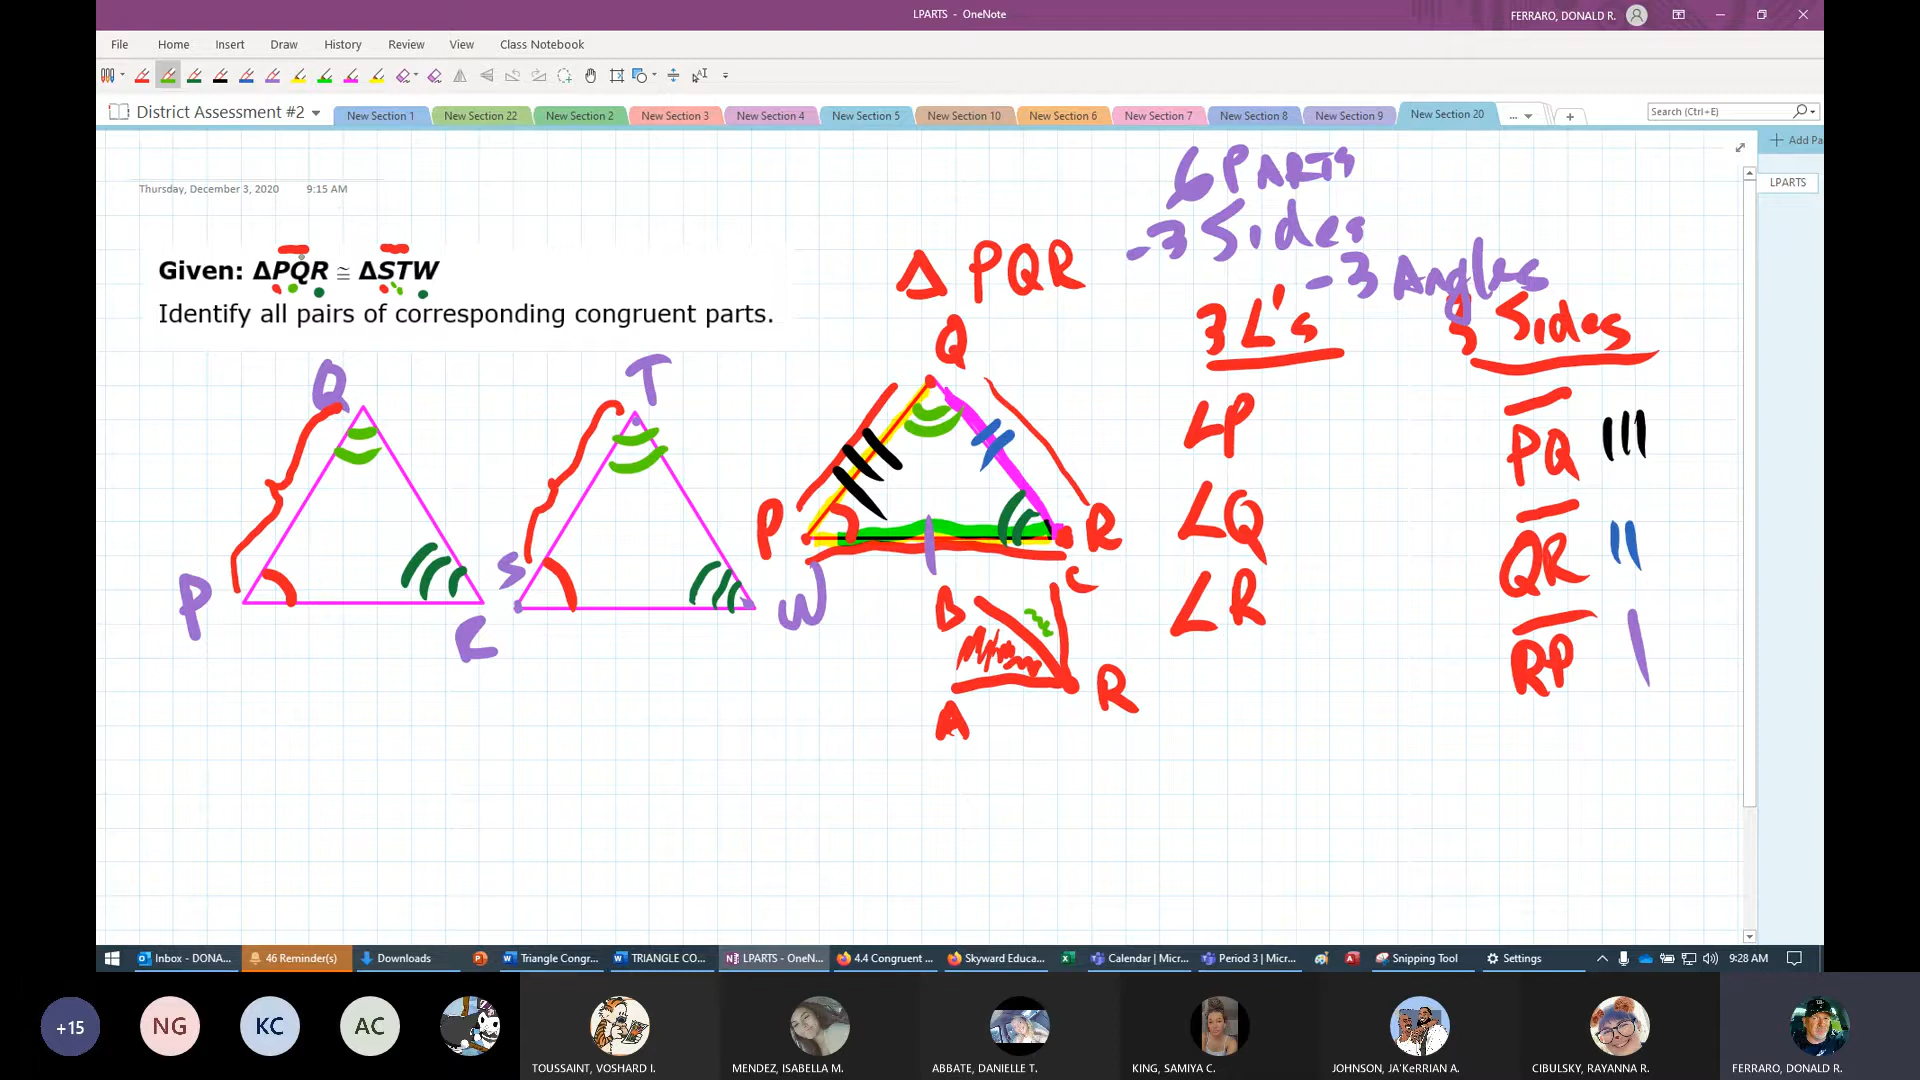 LPARTS - OneNote
FERRARO, DONALD R.
File Home Insert Draw History Review View Class Notebook
District Assessment #2
New Section 1 New Section 22 New Section 2 New Section 3 New Section 4 New Section 5 New Section 10 New Section 6 New Section 7 New Section 8 New Section 9 New Section 20 ...
Search (Ctrl+E)
Add Pa
LPARTS
Thursday, December 3, 2020 9:15 AM
6 PARTS
-3 Sides
-3 Angles
Given: ΔPQR ≅ ΔSTW
Identify all pairs of corresponding congruent parts.
Δ PQR
3 ∠'s
3 Sides
Q
T
Q
∠P
PQ
P
S
P
R
∠Q
QR
R
W
B
C
∠R
RP
A
R
Inbox - DONA...
46 Reminder(s)
Downloads
Triangle Congr...
TRIANGLE CO...
LPARTS - OneN...
4.4 Congruent ...
Skyward Educa...
Calendar | Micr...
Period 3 | Micr...
Snipping Tool
Settings
9:28 AM
+15
NG
KC
AC
TOUSSAINT, VOSHARD I.
MENDEZ, ISABELLA M.
ABBATE, DANIELLE T.
KING, SAMIYA C.
JOHNSON, JA'KeRRIAN A.
CIBULSKY, RAYANNA R.
FERRARO, DONALD R.